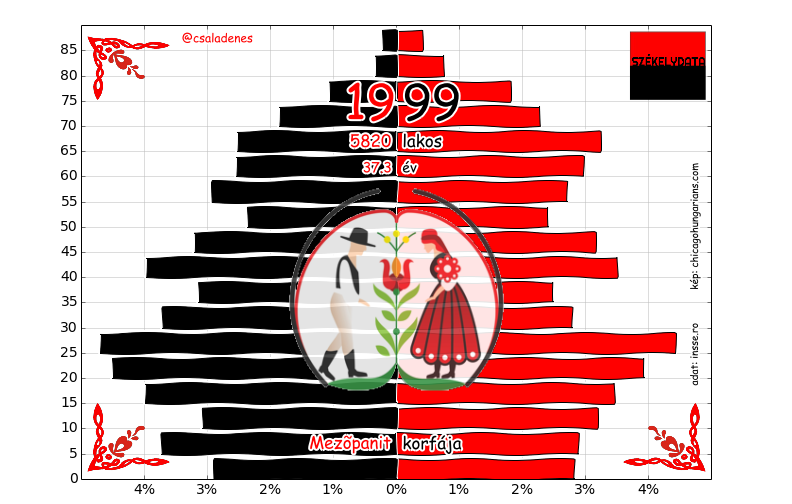 @csaladenes
SZÉKELYDATA
1999
5820 lakos
37.3 év
85
80
75
70
65
60
55
50
45
40
35
30
25
20
15
10
5
0
kép: chicagohungarians.com
adat: insse.ro
Mezőpanit korfája
4% 3% 2% 1% 0% 1% 2% 3% 4%